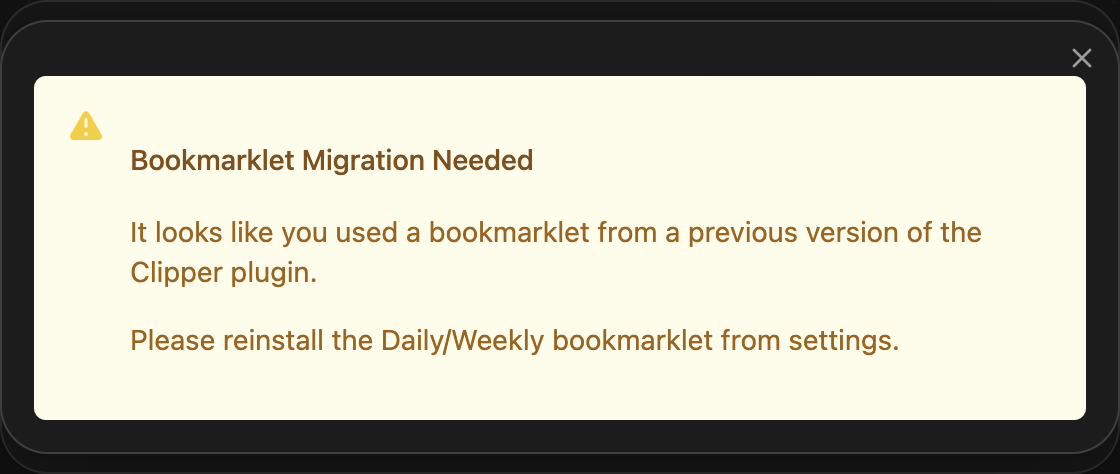 Bookmarklet Migration Needed
It looks like you used a bookmarklet from a previous version of the
Clipper plugin.
Please reinstall the Daily/Weekly bookmarklet from settings.